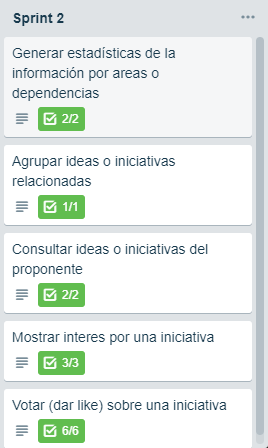 Sprint 2
Generar estadísticas de la
información por areas o
dependencias
2/2
Agrupar ideas o iniciativas
relacionadas
1/1
Consultar ideas o iniciativas del
proponente
2/2
Mostrar interes por una iniciativa
3/3
Votar (dar like) sobre una iniciativa
6/6